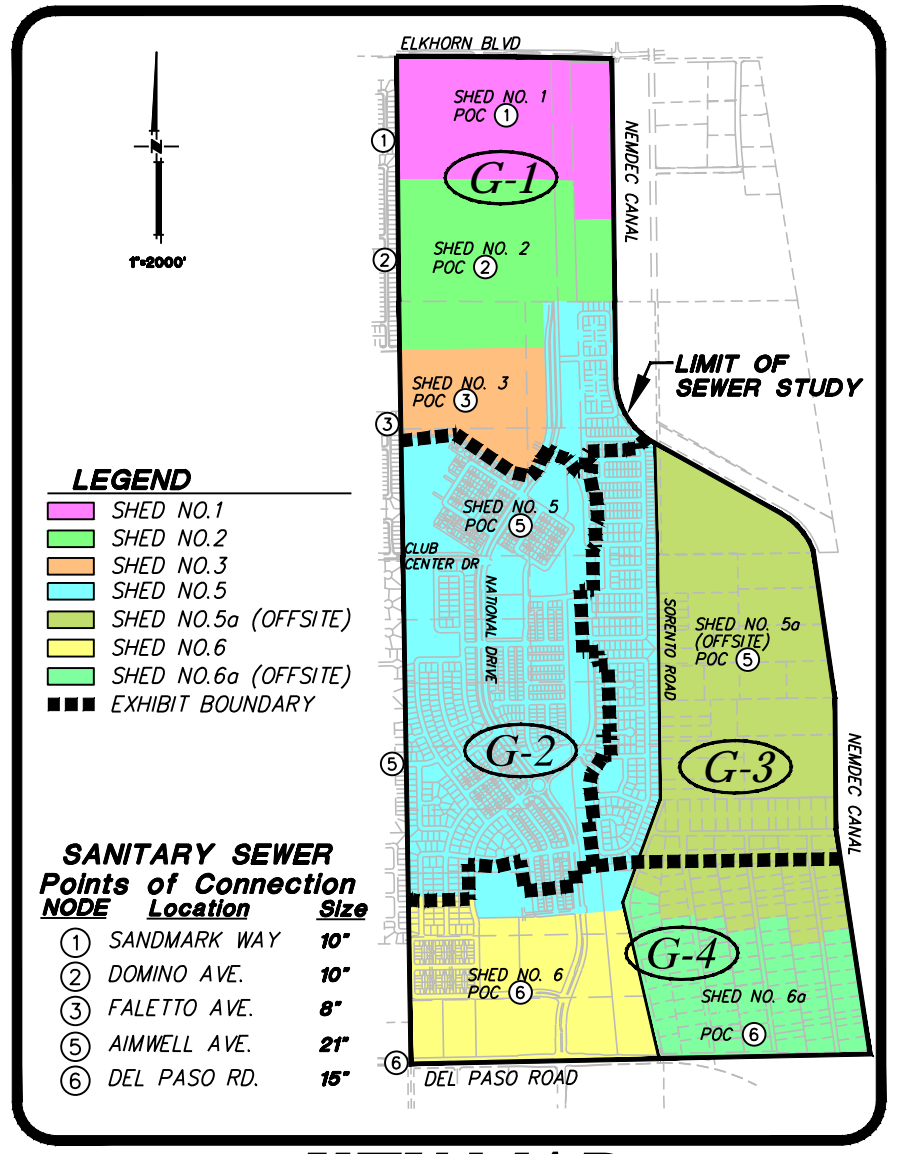 ELKHORN BLVD
SHED NO. 1
POC 1
1
NEMDEC CANAL
N
G-1
1"=2000'
SHED NO. 2
POC 2
2
LIMIT OF
SEWER STUDY
SHED NO. 3
POC 3
3
LEGEND
SHED NO.1
SHED NO.2
SHED NO.3
SHED NO.5
SHED NO.5a (OFFSITE)
SHED NO.6
SHED NO.6a (OFFSITE)
EXHIBIT BOUNDARY
SHED NO. 5
POC 5
CLUB
CENTER DR
NATIONAL DRIVE
SORENTO ROAD
SHED NO. 5a
(OFFSITE)
POC 5
G-2
G-3
5
NEMDEC CANAL
SANITARY SEWER
Points of Connection
NODE Location Size
1 SANDMARK WAY 10"
2 DOMINO AVE. 10"
3 FALETTO AVE. 8"
5 AIMWELL AVE. 21"
6 DEL PASO RD. 15"
G-4
SHED NO. 6
POC 6
SHED NO. 6a
POC 6
6
DEL PASO ROAD